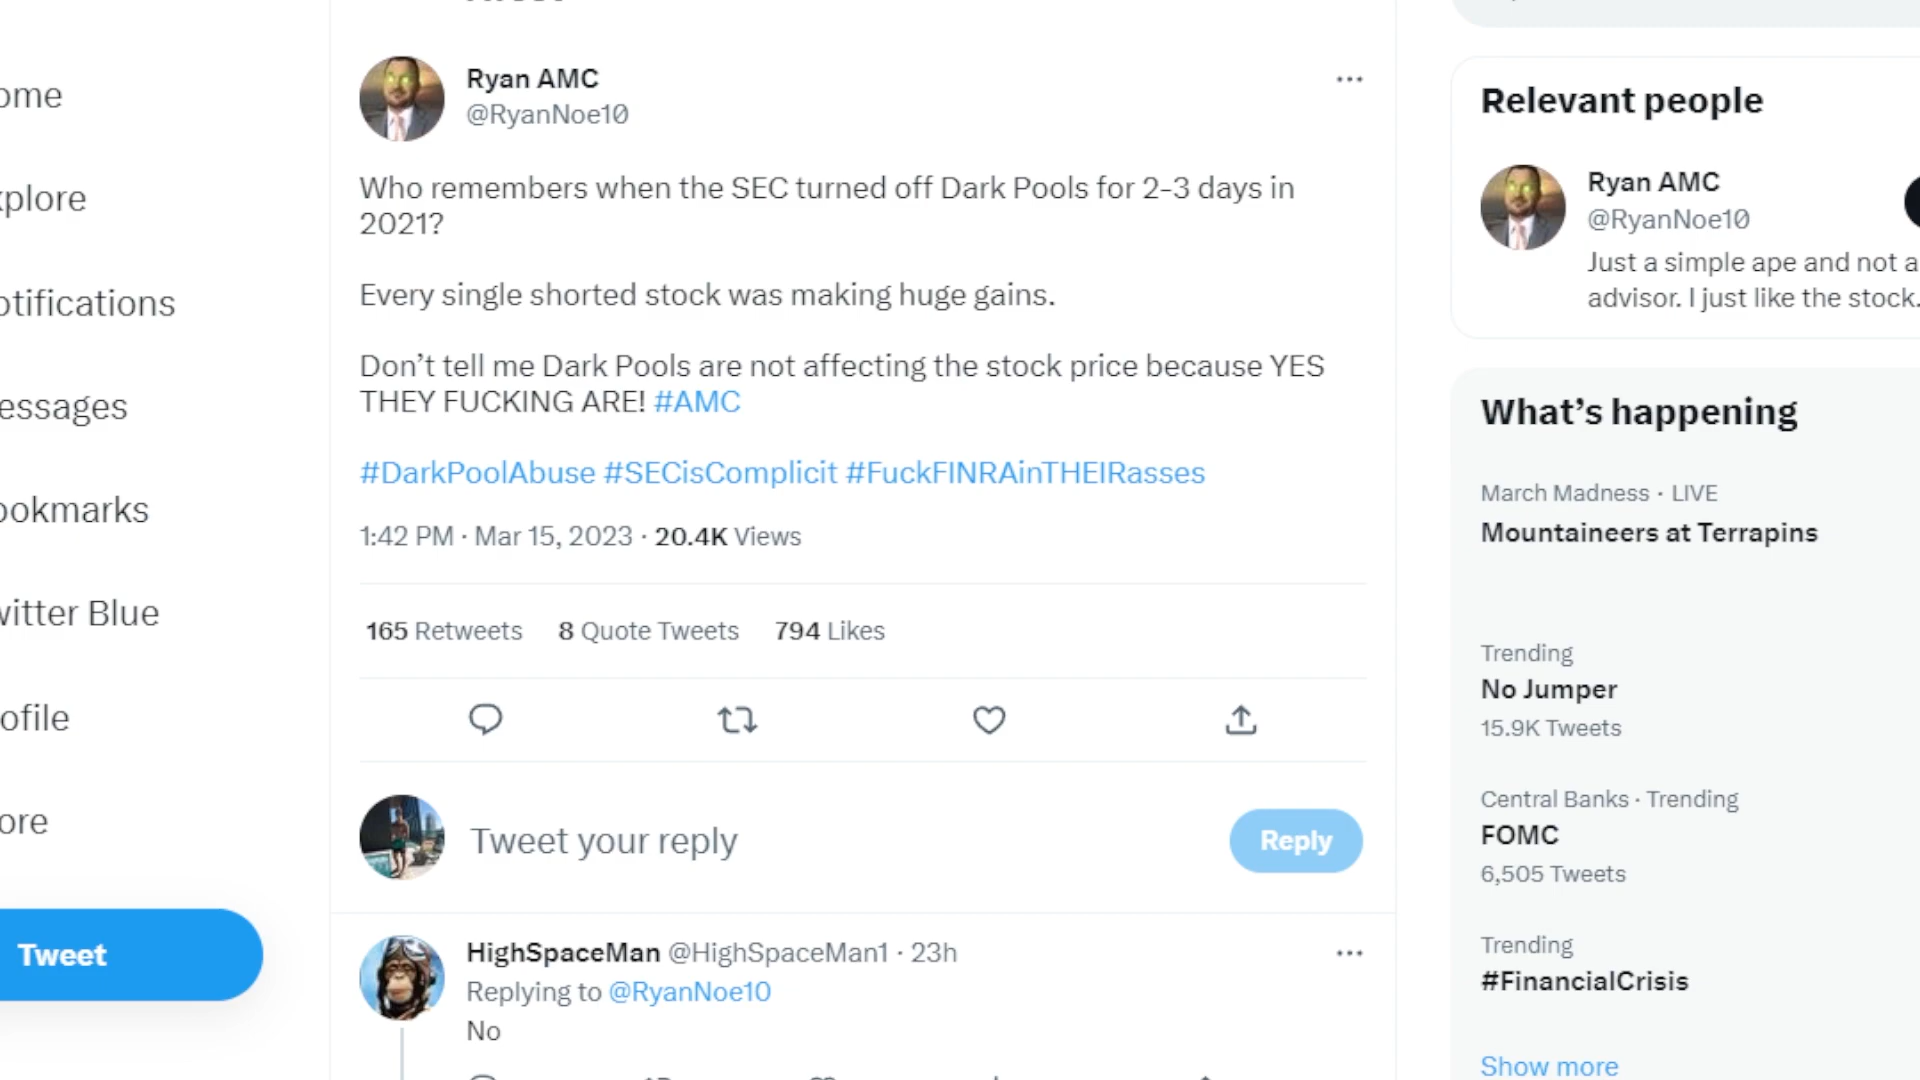 ome
xplore
otifications
essages
ookmarks
witter Blue
ofile
ore
Tweet
Ryan AMC
@RyanNoe10
Who remembers when the SEC turned off Dark Pools for 2-3 days in
2021?
Every single shorted stock was making huge gains.
Don’t tell me Dark Pools are not affecting the stock price because YES
THEY FUCKING ARE! #AMC
#DarkPoolAbuse #SECisComplicit #FuckFINRAinTHEIRasses
1:42 PM · Mar 15, 2023 · 20.4K Views
165 Retweets 8 Quote Tweets 794 Likes
Tweet your reply
Reply
HighSpaceMan @HighSpaceMan1 · 23h
Replying to @RyanNoe10
No
Relevant people
Ryan AMC
@RyanNoe10
Just a simple ape and not a
advisor. I just like the stock.
What’s happening
March Madness · LIVE
Mountaineers at Terrapins
Trending
No Jumper
15.9K Tweets
Central Banks · Trending
FOMC
6,505 Tweets
Trending
#FinancialCrisis
Show more